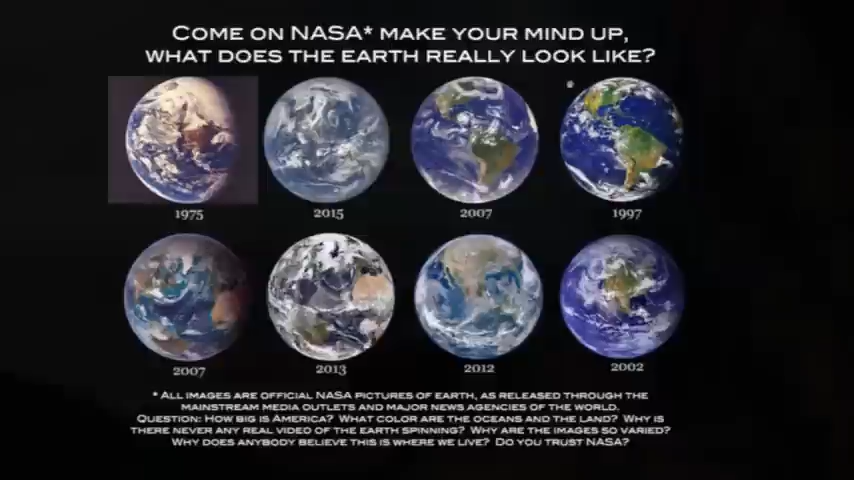 COME ON NASA* MAKE YOUR MIND UP,
WHAT DOES THE EARTH REALLY LOOK LIKE?
1975 2015 2007 1997
2007 2013 2012 2002
* ALL IMAGES ARE OFFICIAL NASA PICTURES OF EARTH, AS RELEASED THROUGH THE
MAINSTREAM MEDIA OUTLETS AND MAJOR NEWS AGENCIES OF THE WORLD.
QUESTION: HOW BIG IS AMERICA? WHAT COLOR ARE THE OCEANS AND THE LAND? WHY IS
THERE NEVER ANY REAL VIDEO OF THE EARTH SPINNING? WHY ARE THE IMAGES SO VARIED?
WHY DOES ANYBODY BELIEVE THIS IS WHERE WE LIVE? DO YOU TRUST NASA?